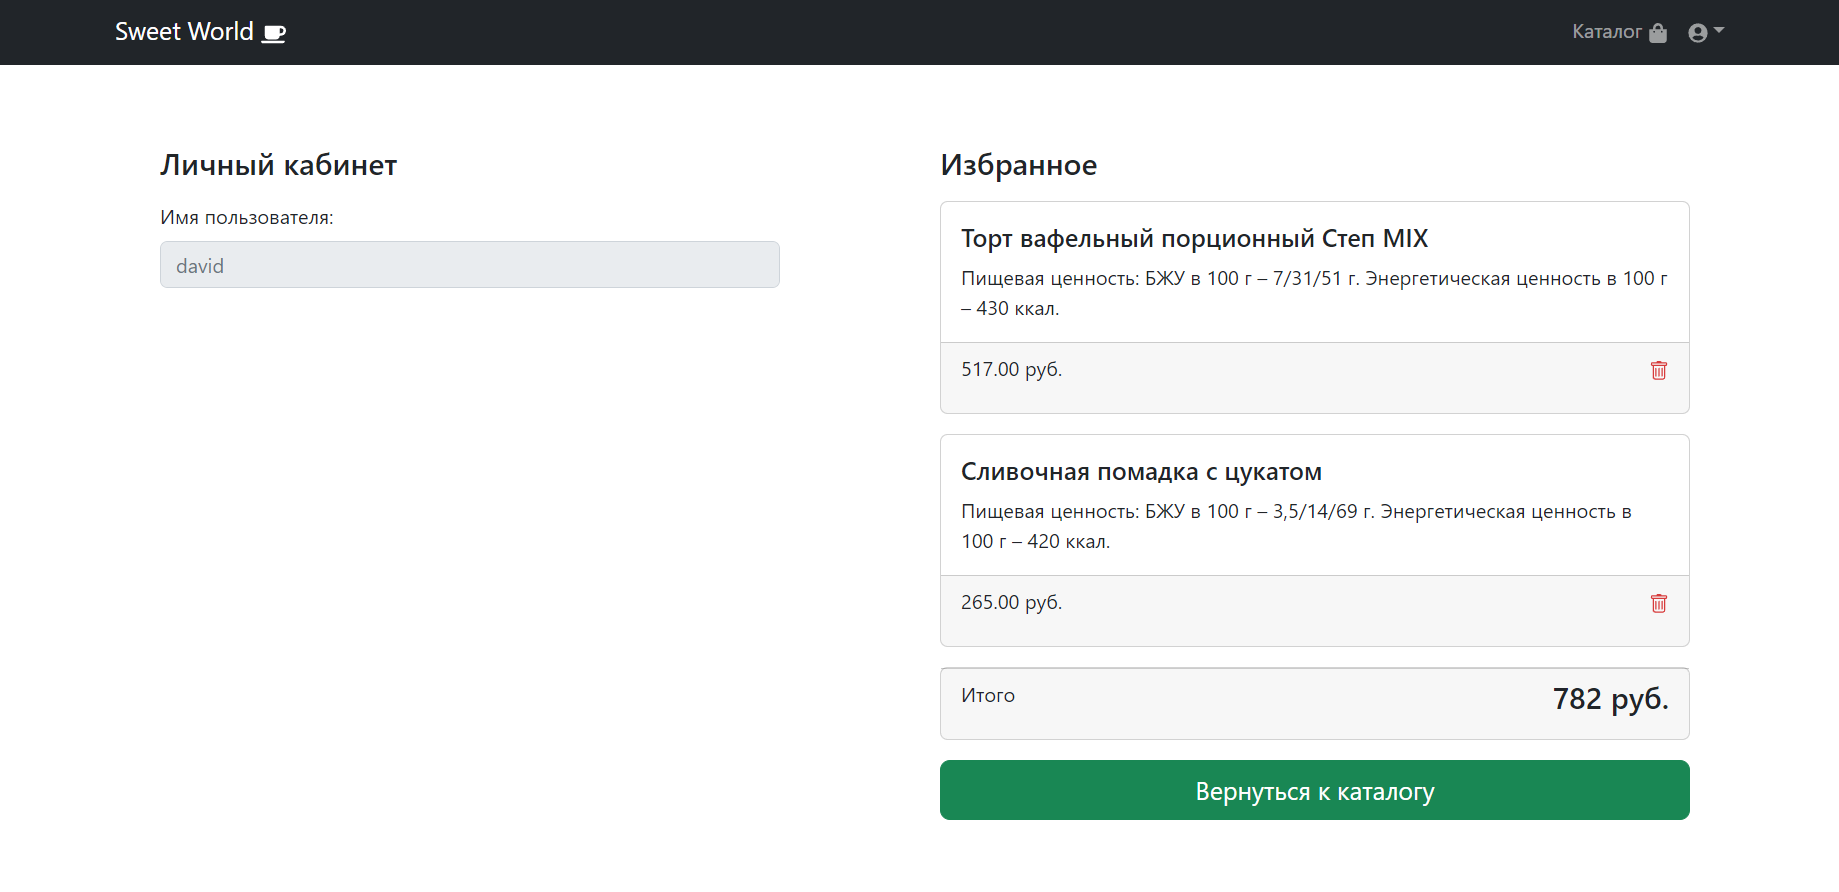 Sweet World
Каталог
Личный кабинет
Имя пользователя:
david
Избранное
Торт вафельный порционный Степ MIX
Пищевая ценность: БЖУ в 100 г – 7/31/51 г. Энергетическая ценность в 100 г
– 430 ккал.
517.00 руб.
Сливочная помадка с цукатом
Пищевая ценность: БЖУ в 100 г – 3,5/14/69 г. Энергетическая ценность в
100 г – 420 ккал.
265.00 руб.
Итого
782 руб.
Вернуться к каталогу